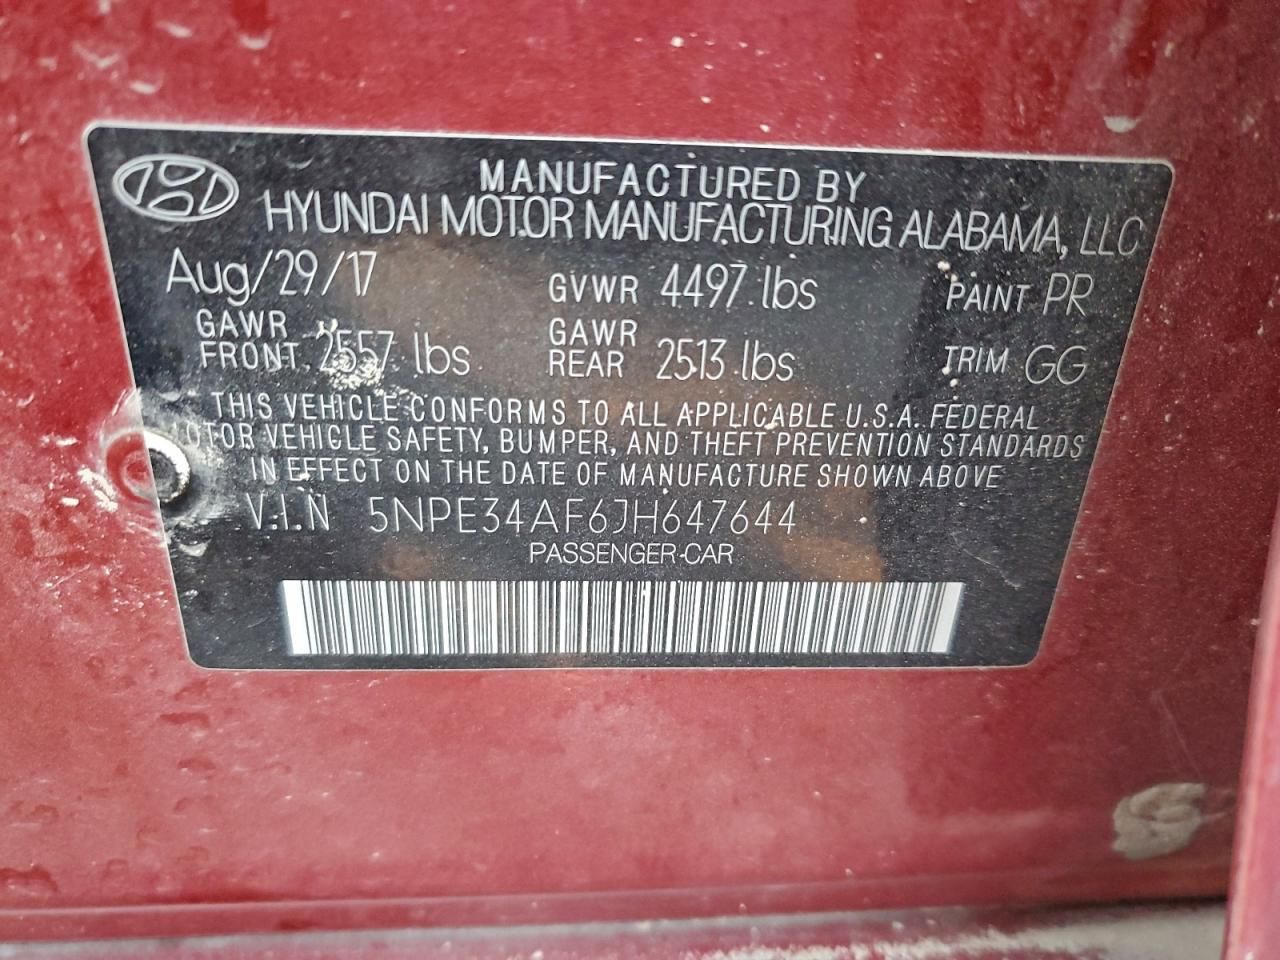 MANUFACTURED BY
HYUNDAI MOTOR MANUFACTURING ALABAMA, LLC
Aug/29/17 GVWR 4497 lbs PAINT PR
GAWR FRONT 2557 lbs GAWR REAR 2513 lbs TRIM GG
THIS VEHICLE CONFORMS TO ALL APPLICABLE U.S.A. FEDERAL
MOTOR VEHICLE SAFETY, BUMPER, AND THEFT PREVENTION STANDARDS
IN EFFECT ON THE DATE OF MANUFACTURE SHOWN ABOVE
V.I.N 5NPE34AF6JH647644
PASSENGER CAR